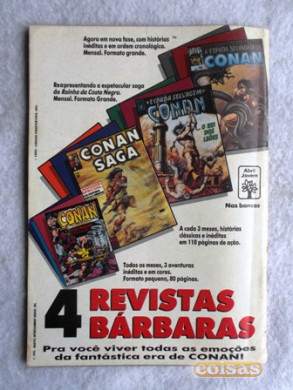 Agora em nova fase, com histórias
inéditas e em ordem cronológica.
Mensal. Formato grande.
A ESPADA SELVAGEM
CONAN
Reapresentando a espetacular saga
da Rainha da Costa Negra.
Mensal. Formato Grande.
A ESPADA SELVAGEM
CONAN
O REI DOS
LEÕES
CONAN
SAGA
CONAN
Abril
Jovem
Nas bancas
A cada 3 meses, histórias
clássicas e inéditas
em 118 páginas de ação.
Todos os meses, 3 aventuras
inéditas e em cores.
Formato pequeno, 80 páginas.
4 REVISTAS
BÁRBARAS
Pra você viver todas as emoções
da fantástica era de CONAN!
coisas